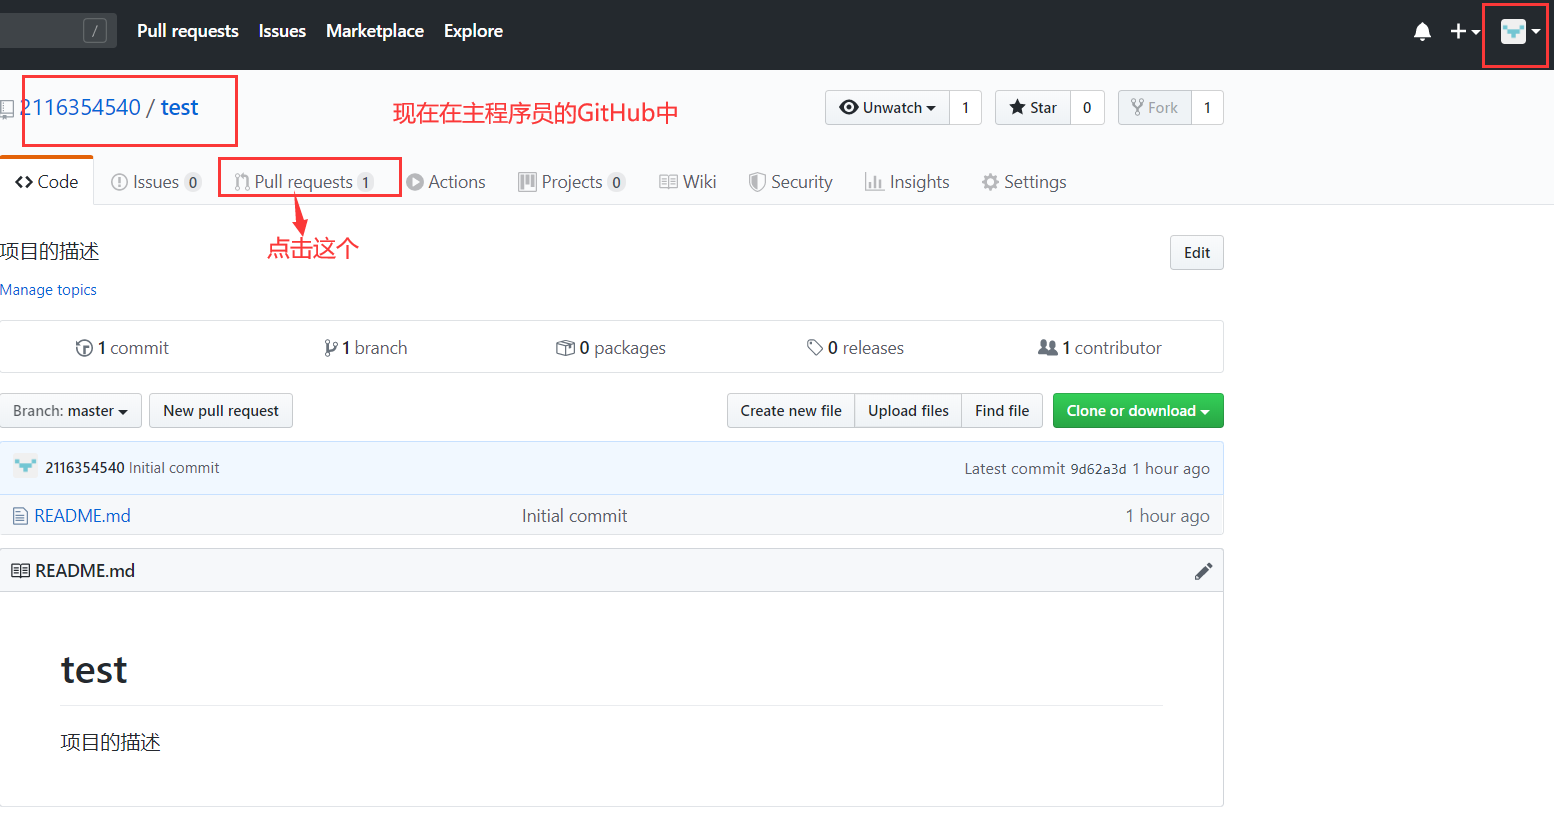 / Pull requests Issues Marketplace Explore
2116354540 / test
现在在主程序员的GitHub中
Unwatch 1 Star 0 Fork 1
Code Issues 0 Pull requests 1 Actions Projects 0 Wiki Security Insights Settings
点击这个
项目的描述
Edit
Manage topics
1 commit 1 branch 0 packages 0 releases 1 contributor
Branch: master New pull request Create new file Upload files Find file Clone or download
2116354540 Initial commit Latest commit 9d62a3d 1 hour ago
README.md Initial commit 1 hour ago
README.md
test
项目的描述